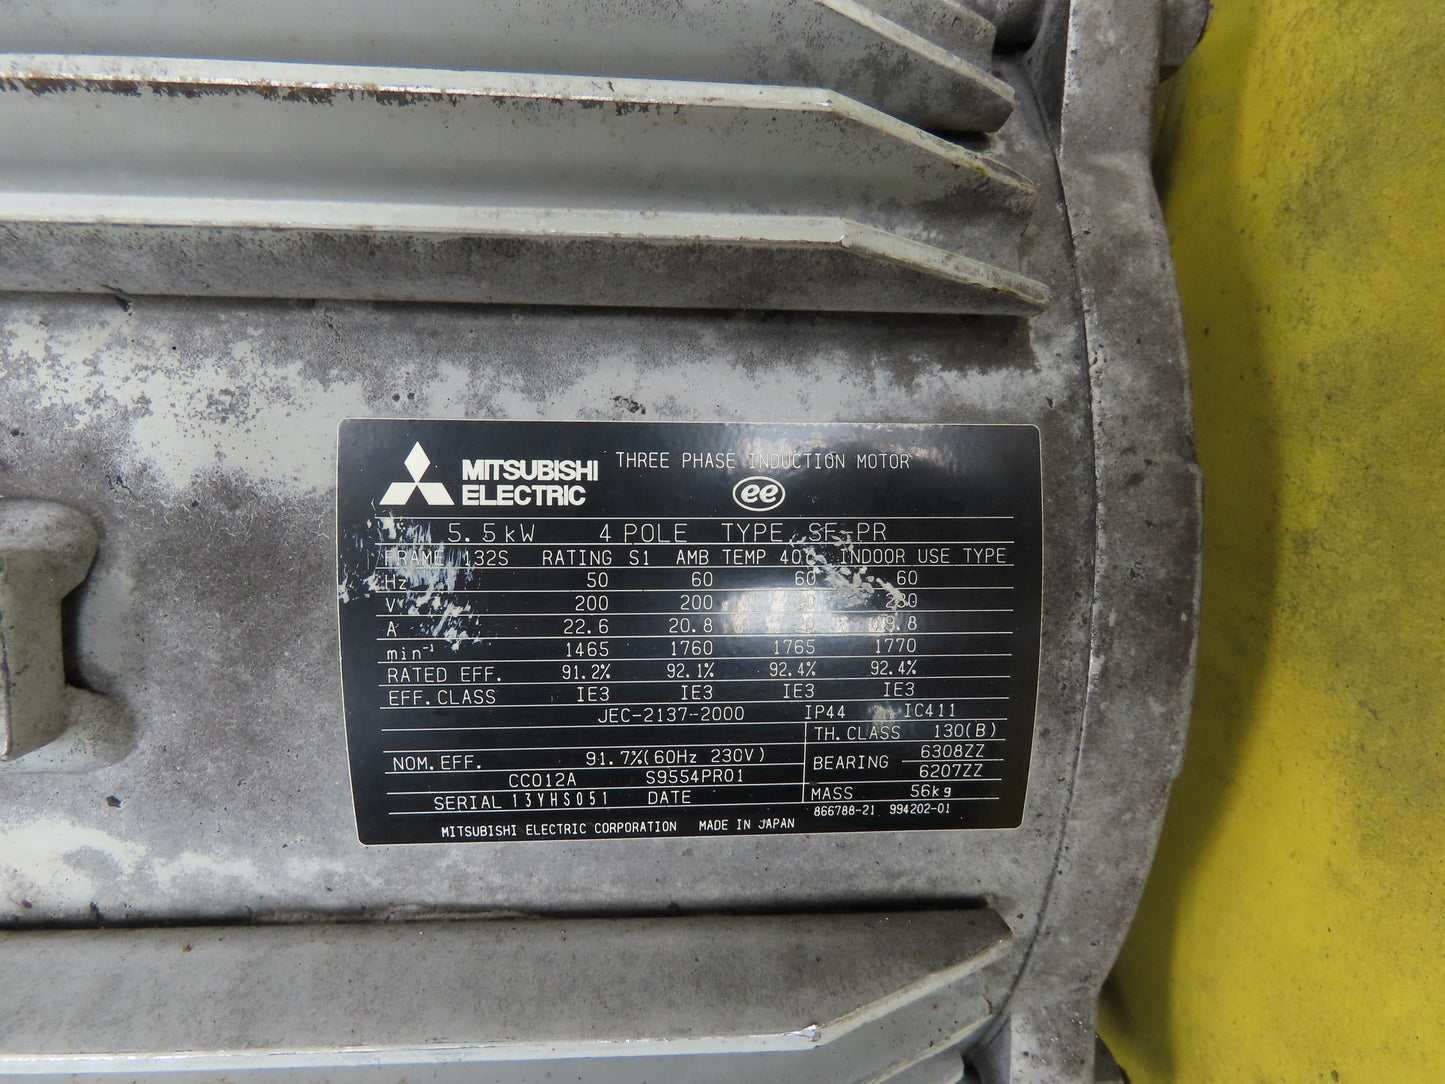 MITSUBISHI ELECTRIC THREE PHASE INDUCTION MOTOR
ee
5.5kW 4 POLE TYPE SF-PR
FRAME 132S RATING S1 AMB TEMP 40 INDOOR USE TYPE
Hz 50 60 60 60
V 200 200
A 22.6 20.8
min⁻¹ 1465 1760 1765 1770
RATED EFF. 91.2% 92.1% 92.4% 92.4%
EFF. CLASS IE3 IE3 IE3 IE3
JEC-2137-2000 IP44 IC411
TH. CLASS 130(B)
NOM. EFF. 91.7%(60Hz 230V)
BEARING 6308ZZ
6207ZZ
CC012A S9554PR01
SERIAL 13YHS051 DATE
MASS 56kg
866788-21 994202-01
MITSUBISHI ELECTRIC CORPORATION MADE IN JAPAN